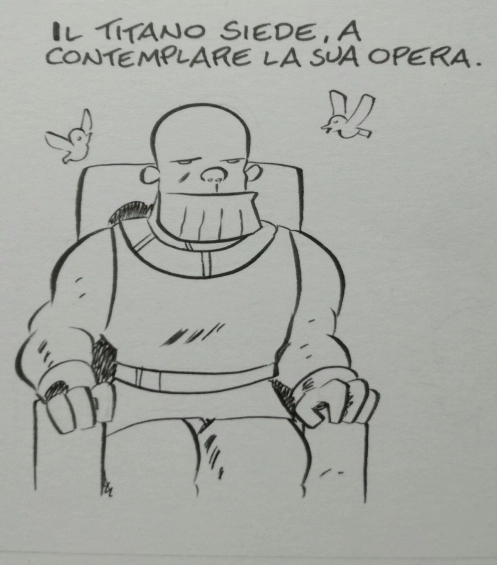 IL TITANO SIEDE, A
CONTEMPLARE LA SUA OPERA.